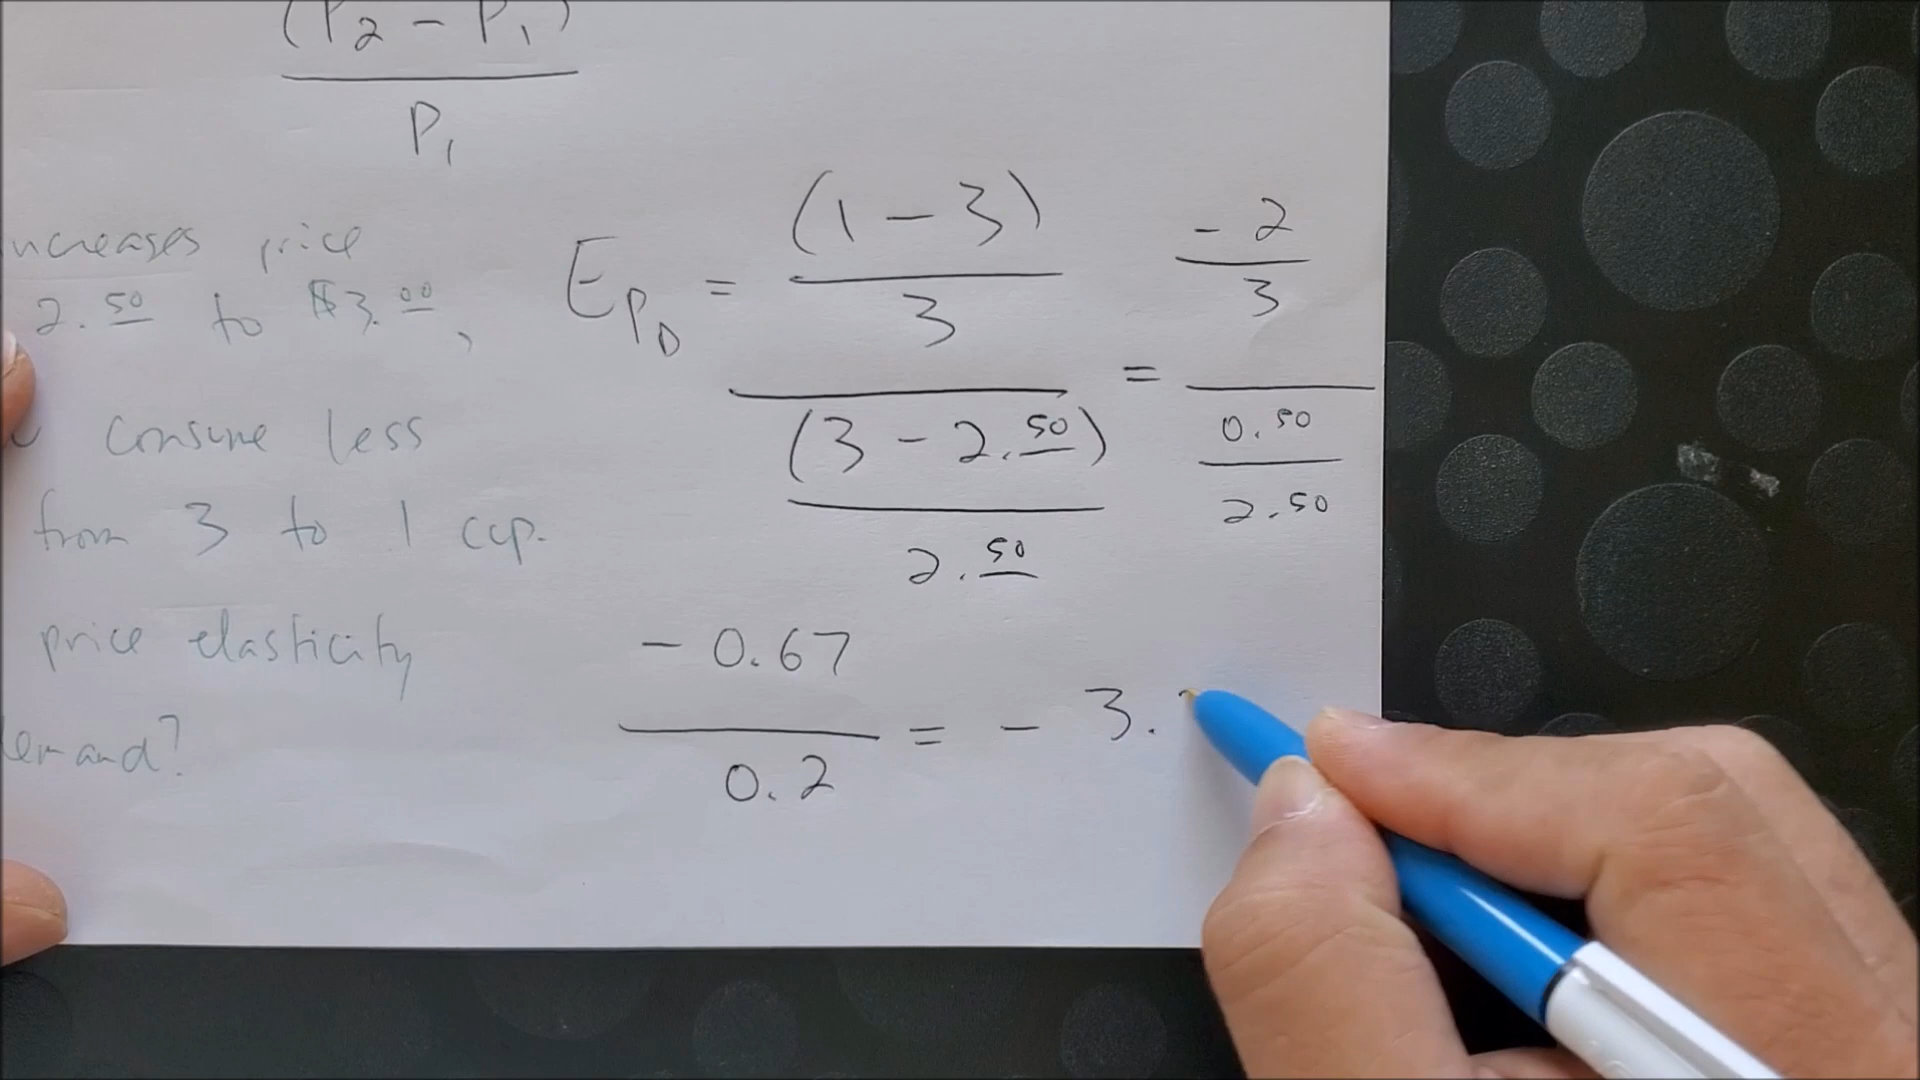 (P2 - P1)
P1
ncreases price
2.50 to $3.00,
consume less
from 3 to 1 cup.
price elasticity
demand?
EPD = (1 - 3)
3
(3 - 2.50)
2.50
= - 2
3
0.50
2.50
- 0.67
0.2
= - 3.